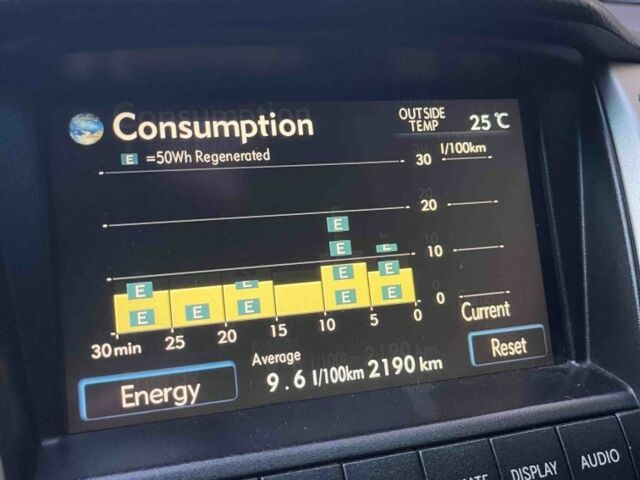 Consumption
OUTSIDE TEMP 25℃
E =50Wh Regenerated
l/100km
30
20
E
E E
10
E E E E
E E E E E
0
30 min 25 20 15 10 5 0
Current
Average
9.6 l/100km 2190 km
Energy
Reset
DISPLAY
AUDIO